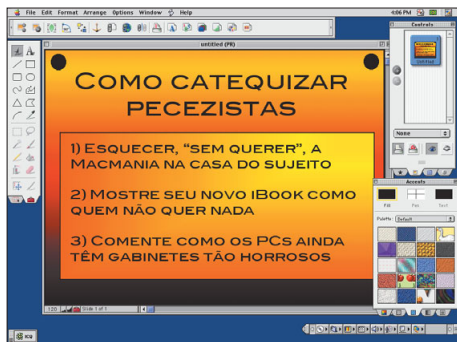 File Edit Format Arrange Options Window Help
4:06 PM
untitled (PR)
Controls
COMO CATEQUIZAR
PECEZISTAS
1) ESQUECER, "SEM QUERER", A
MACMANIA NA CASA DO SUJEITO
2) MOSTRE SEU NOVO IBOOK COMO
QUEM NÃO QUER NADA
3) COMENTE COMO OS PCS AINDA
TÊM GABINETES TÃO HORROSOS
None
Accents
Fill Pen Text
Palette: Default
120 Slide 1 of 1